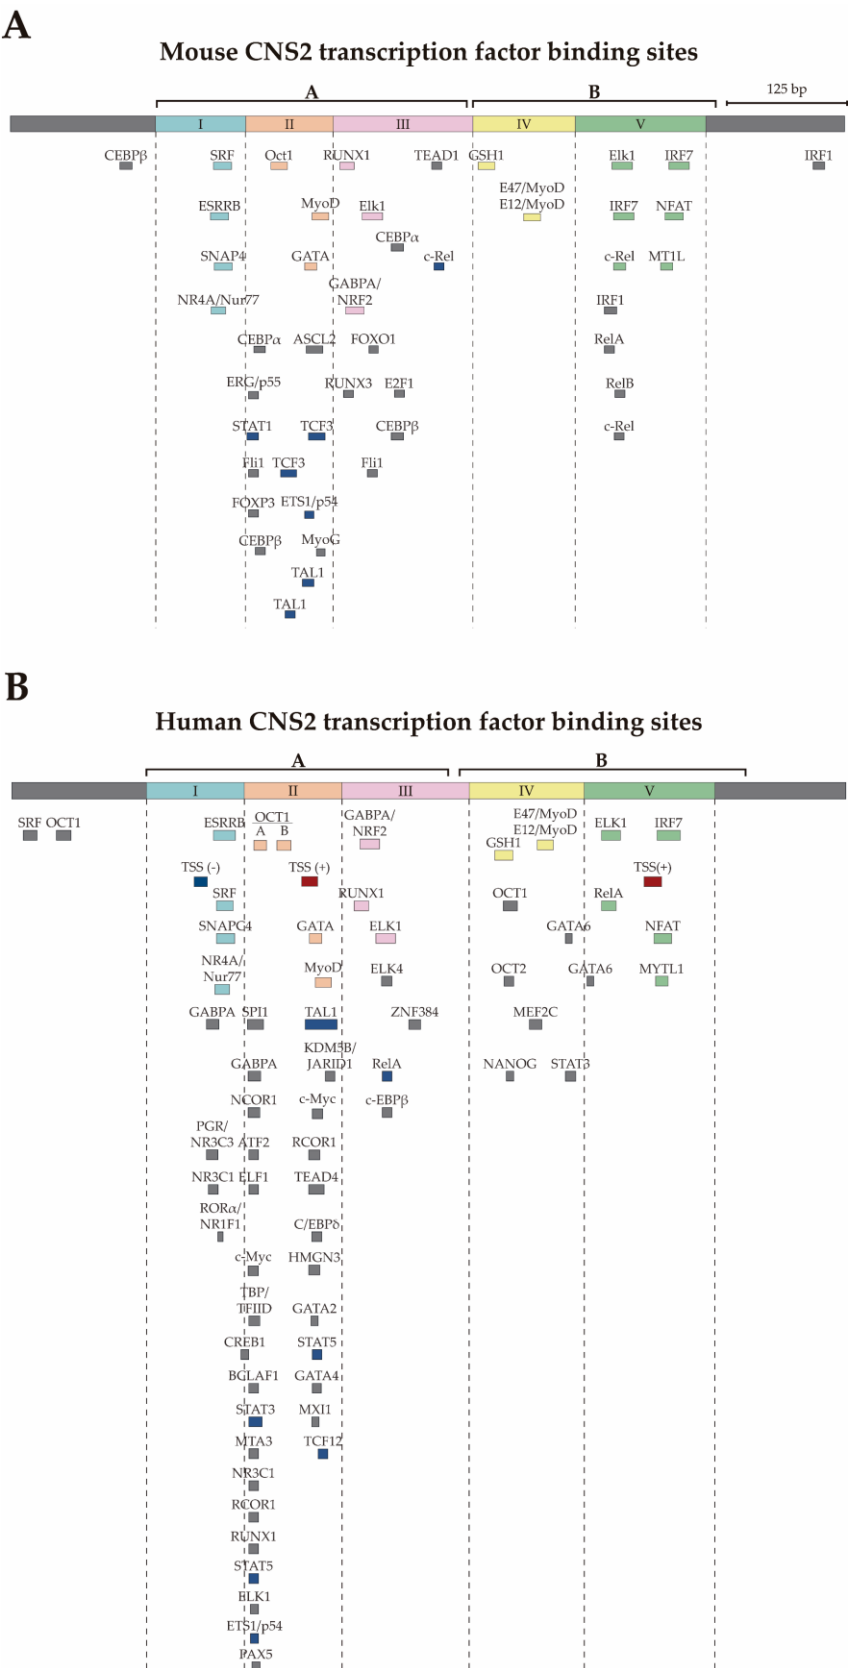 A
Mouse CNS2 transcription factor binding sites
A B 125 bp
I II III IV V
CEBPβ SRF Oct1 RUNX1 TEAD1 GSH1 Elk1 IRF7 IRF1
E47/MyoD
ESRRB MyoD Elk1 E12/MyoD IRF7 NFAT
CEBPα
SNAP4 GATA c-Rel c-Rel MT1L
GABPA/
NR4A/Nur77 NRF2 IRF1
CEBPα ASCL2 FOXO1 RelA
ERG/p55 RUNX3 E2F1 RelB
STAT1 TCF3 CEBPβ c-Rel
Fli1 TCF3 Fli1
FOXP3 ETS1/p54
CEBPβ MyoG
TAL1
TAL1
B
Human CNS2 transcription factor binding sites
A B
I II III IV V
SRF OCT1 ESRRB OCT1 GABPA/ E47/MyoD ELK1 IRF7
A B NRF2 E12/MyoD
GSH1
TSS (-) TSS (+) TSS(+)
SRF RUNX1 OCT1 RelA
SNAPC4 GATA ELK1 GATA6 NFAT
NR4A/
Nur77 MyoD ELK4 OCT2 GATA6 MYTL1
GABPA SPI1 TAL1 ZNF384 MEF2C
KDM5B/
GABPA JARID1 RelA NANOG STAT3
NCOR1 c-Myc c-EBPβ
PGR/
NR3C3 ATF2 RCOR1
NR3C1 ELF1 TEAD4
RORα/
NR1F1 C/EBPδ
c-Myc HMGN3
TBP/
TFIID GATA2
CREB1 STAT5
BCLAF1 GATA4
STAT3 MXI1
MTA3 TCF12
NR3C1
RCOR1
RUNX1
STAT5
ELK1
ETS1/p54
PAX5